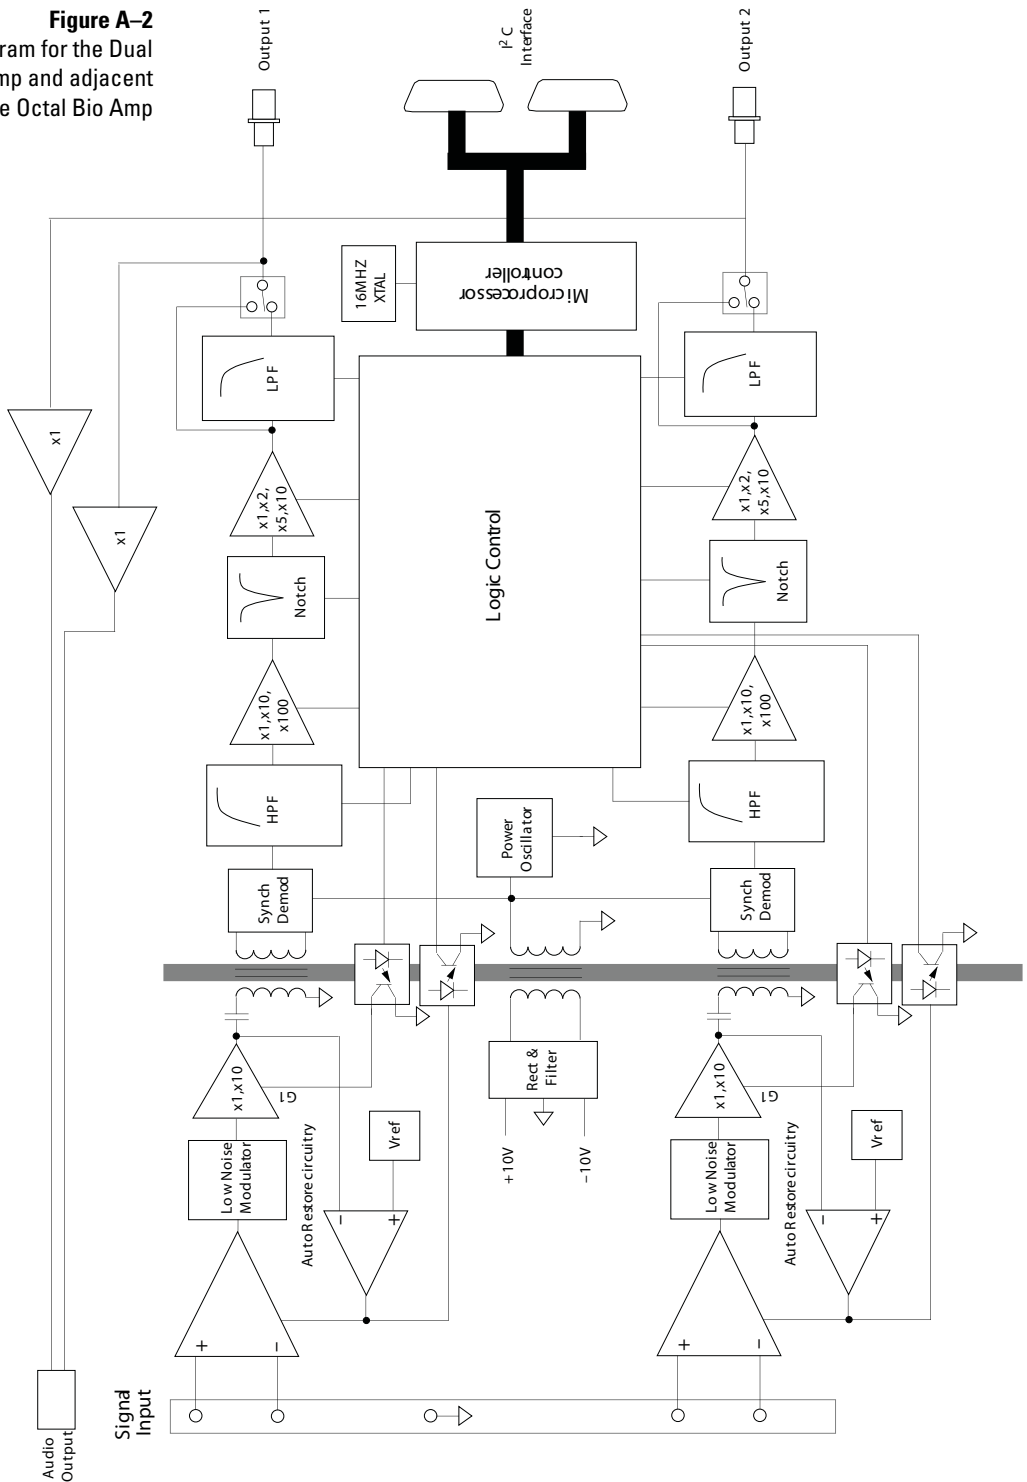 Figure A–2
ram for the Dual
mp and adjacent
e Octal Bio Amp
Output 1
I²C
Interface
Output 2
16MHZ
XTAL
Microprocessor
controller
x1
x1
LPF
LPF
x1,x2,
x5,x10
x1,x2,
x5,x10
Logic Control
Notch
Notch
x1,x10,
x100
x1,x10,
x100
HPF
HPF
Power
Oscillator
Synch
Demod
Synch
Demod
x1,x10
G1
Rect &
Filter
x1,x10
G1
+10V
–10V
Low Noise
Modulator
Auto Restore circuitry
Vref
Low Noise
Modulator
Auto Restore circuitry
Vref
– +
– +
+ –
+ –
Signal
Input
Audio
Output